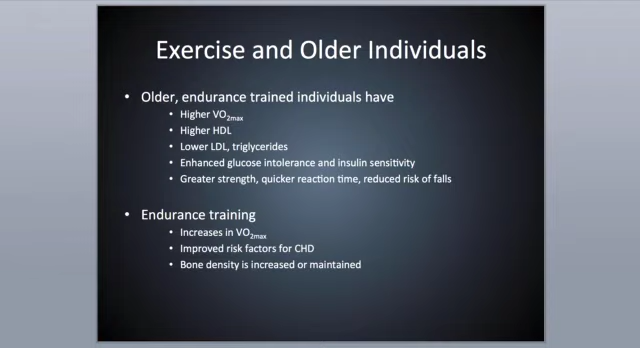 Exercise and Older Individuals
• Older, endurance trained individuals have
• Higher VO2max
• Higher HDL
• Lower LDL, triglycerides
• Enhanced glucose intolerance and insulin sensitivity
• Greater strength, quicker reaction time, reduced risk of falls
• Endurance training
• Increases in VO2max
• Improved risk factors for CHD
• Bone density is increased or maintained